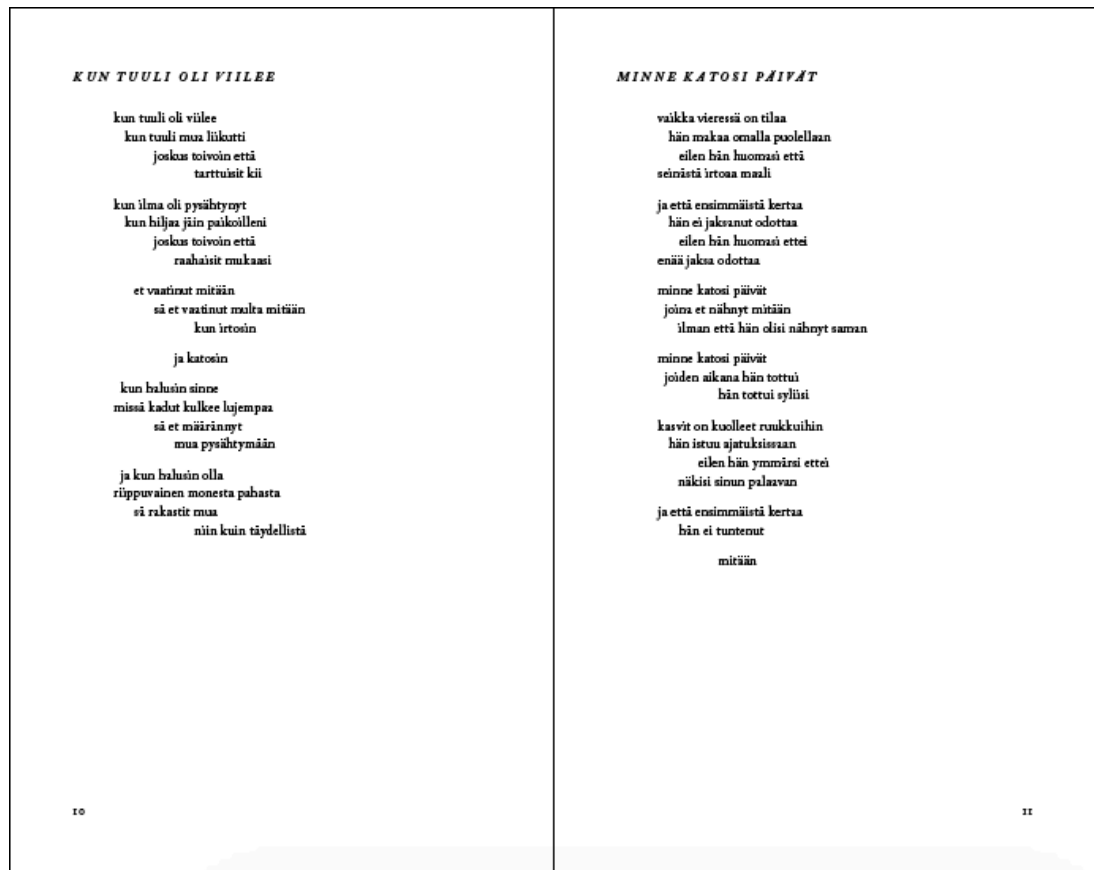 KUN TUULI OLI VIILEE
kun tuuli oli viilee
kun tuuli mua liikutti
joskus toivoin että
tarttuisit kii
kun ilma oli pysähtynyt
kun hiljaa jäin paikoilleni
joskus toivoin että
raahaisit mukaasi
et vaatinut mitään
sä et vaatinut multa mitään
kun irtosin
ja katosin
kun halusin sinne
missä kadut kulkee lujempaa
sä et määrännyt
mua pysähtymään
ja kun halusin olla
riippuvainen monesta pahasta
sä rakastit mua
niin kuin täydellistä
10
MINNE KATOSI PÄIVÄT
vaikka vieressä on tilaa
hän makaa omalla puolellaan
eilen hän huomasi että
seinästä irtoaa maali
ja että ensimmäistä kertaa
hän ei jaksanut odottaa
eilen hän huomasi ettei
enää jaksa odottaa
minne katosi päivät
joina et nähnyt mitään
ilman että hän olisi nähnyt saman
minne katosi päivät
joiden aikana hän tottui
hän tottui syliisi
kasvit on kuolleet ruukkuihin
hän istuu ajatuksissaan
eilen hän ymmärsi ettei
näkisi sinun palaavan
ja että ensimmäistä kertaa
hän ei tuntenut
mitään
11